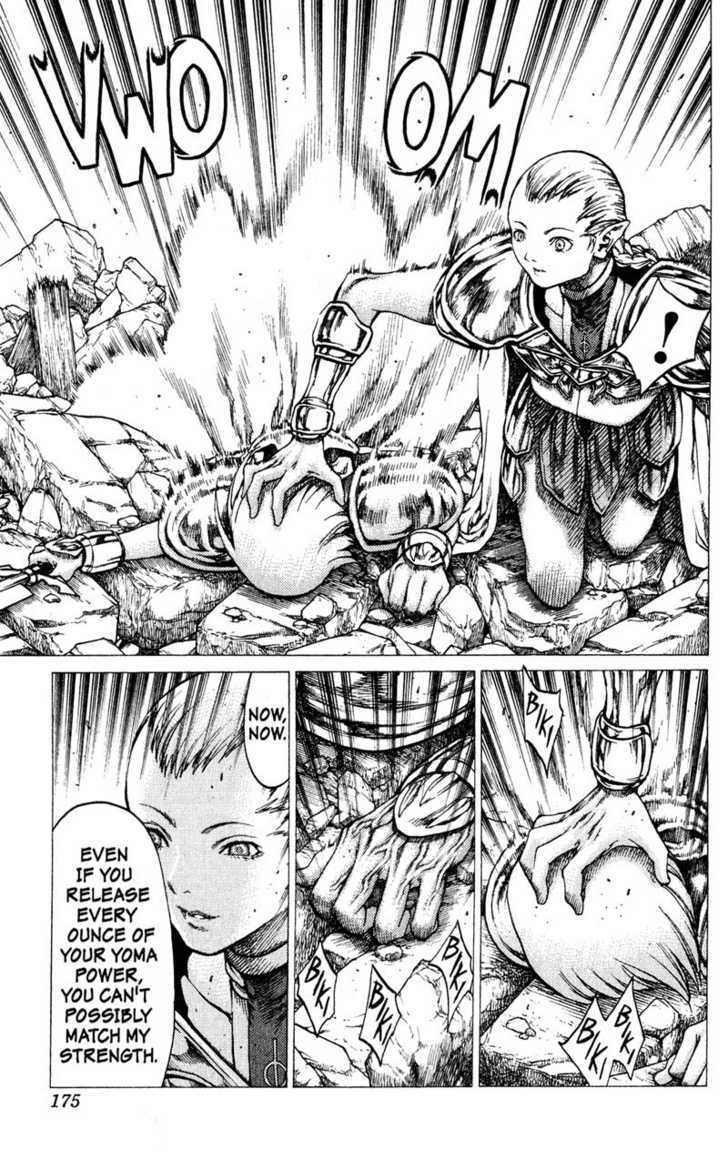 VWO
OM
!
BIKI
BIKI
BIKI
BIKI
BIKI
BIKI
BIKI
NOW,
NOW.
EVEN
IF YOU
RELEASE
EVERY
OUNCE OF
YOUR YOMA
POWER,
YOU CAN'T
POSSIBLY
MATCH MY
STRENGTH.
175